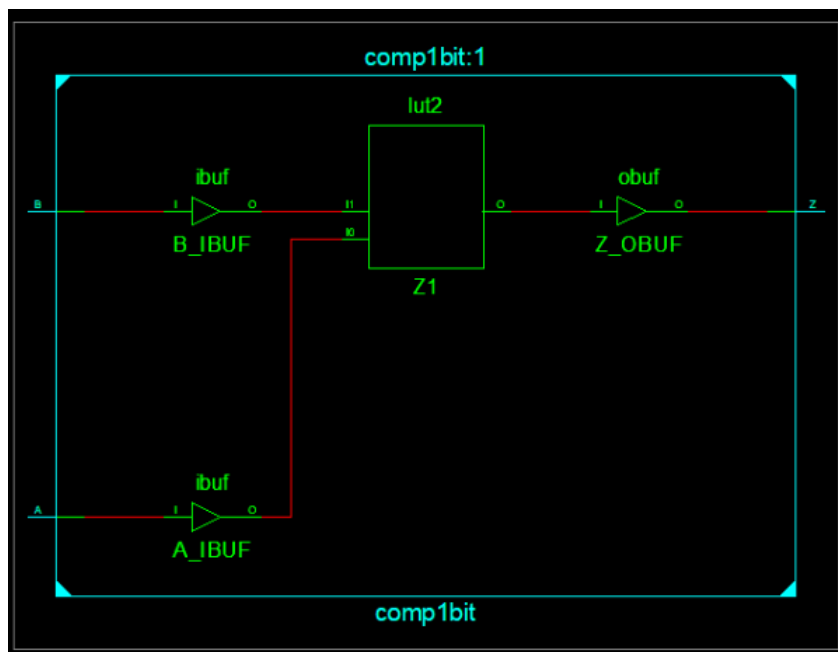 comp1bit:1
lut2
ibuf
obuf
B
I
O
I1
O
I
O
Z
I0
B_IBUF
Z_OBUF
Z1
ibuf
A
I
O
A_IBUF
comp1bit